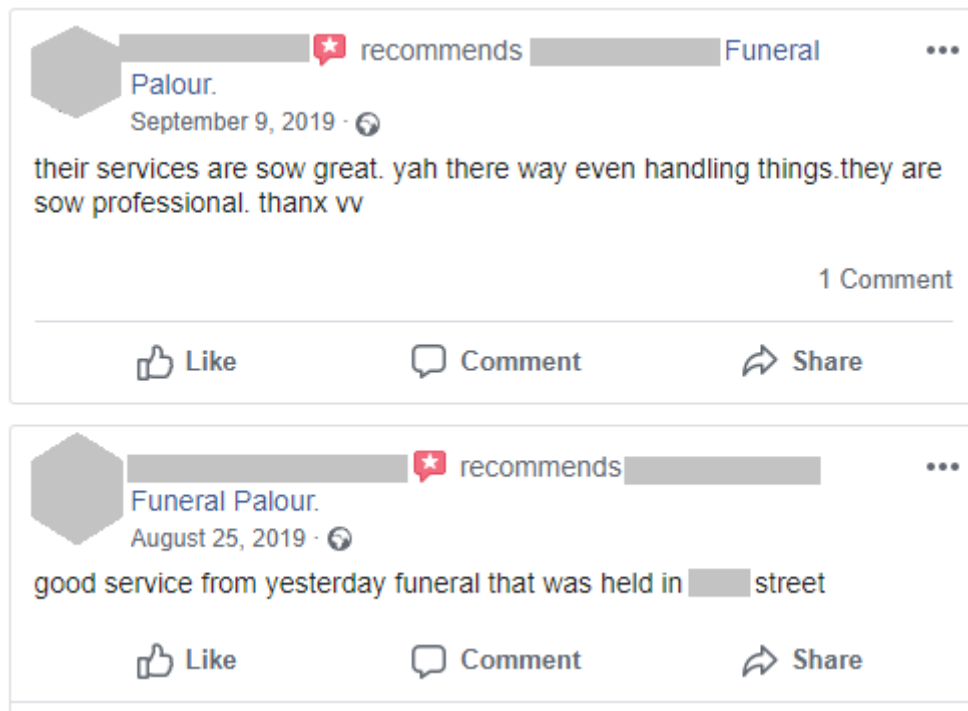 recommends Funeral
Palour.
September 9, 2019 ·
their services are sow great. yah there way even handling things.they are
sow professional. thanx vv
1 Comment
Like Comment Share
recommends
Funeral Palour.
August 25, 2019 ·
good service from yesterday funeral that was held in street
Like Comment Share